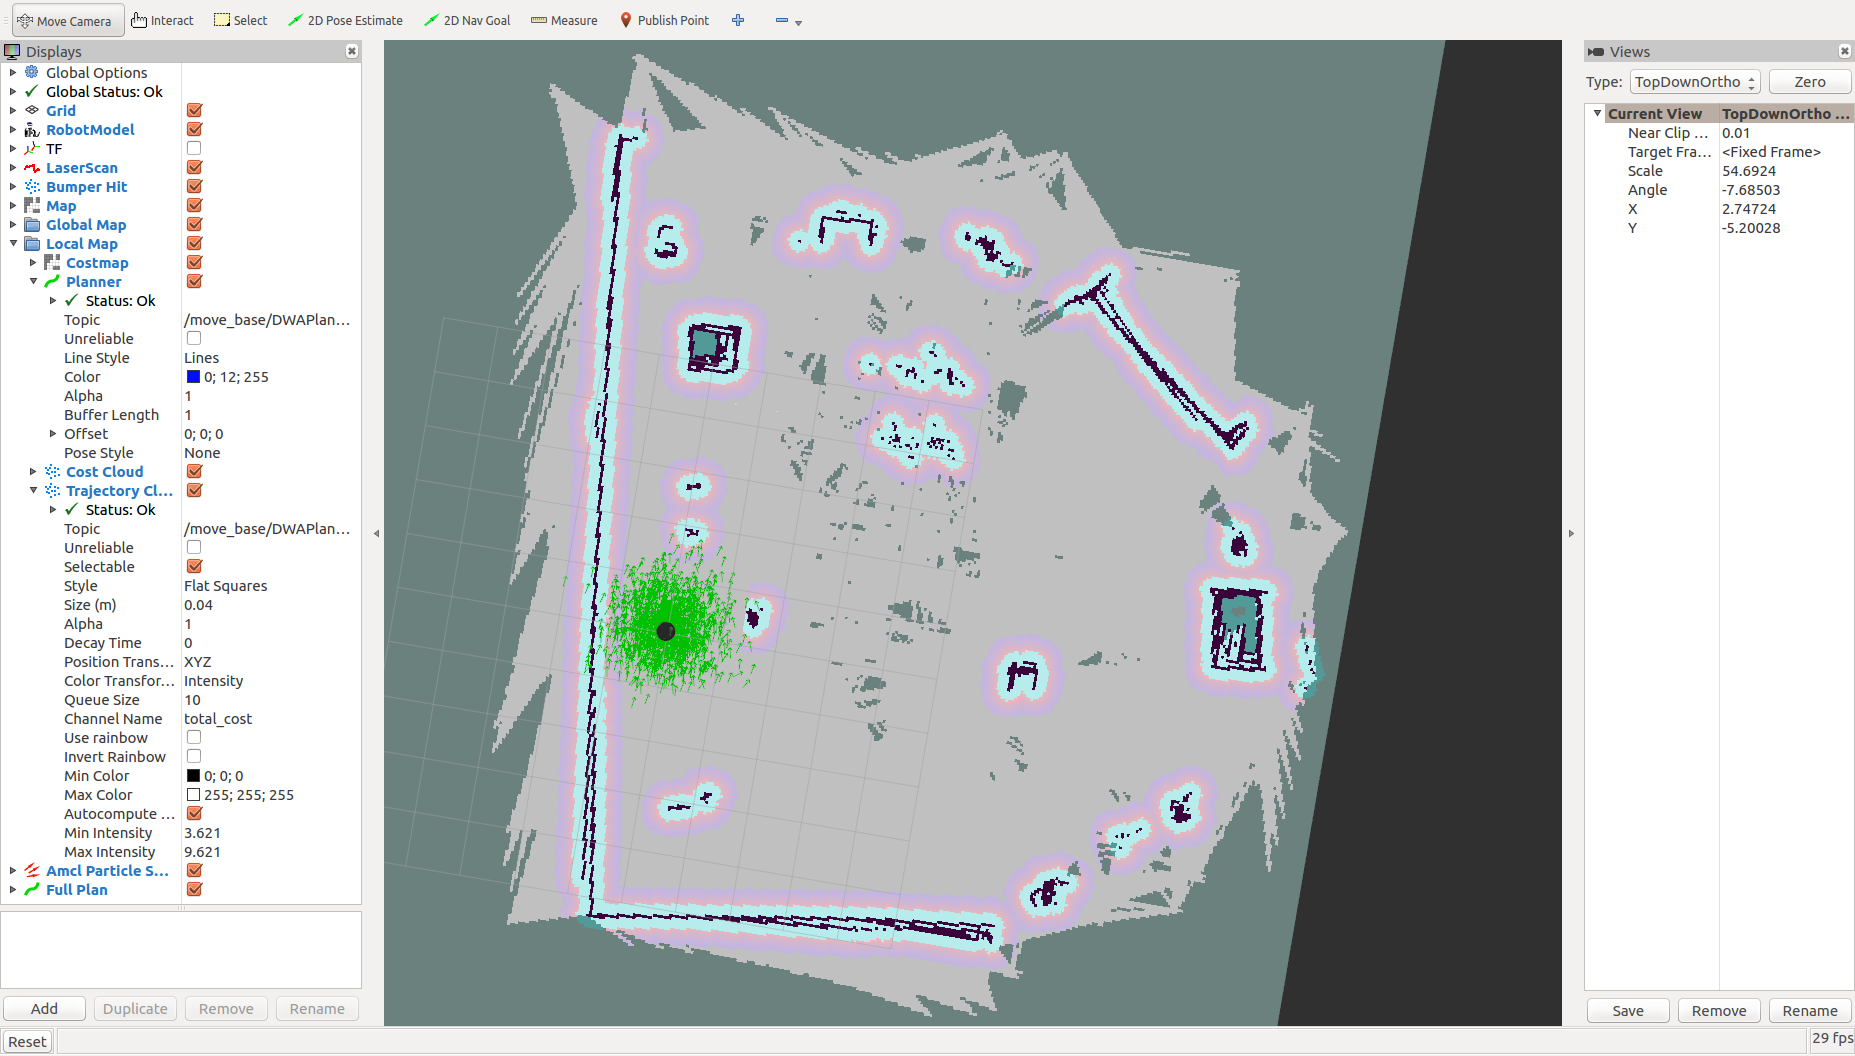 Move Camera Interact Select 2D Pose Estimate 2D Nav Goal Measure Publish Point
Displays
Global Options
Global Status: Ok
Grid
RobotModel
TF
LaserScan
Bumper Hit
Map
Global Map
Local Map
Costmap
Planner
Status: Ok
Topic /move_base/DWAPlan...
Unreliable
Line Style Lines
Color 0; 12; 255
Alpha 1
Buffer Length 1
Offset 0; 0; 0
Pose Style None
Cost Cloud
Trajectory Cl...
Status: Ok
Topic /move_base/DWAPlan...
Unreliable
Selectable
Style Flat Squares
Size (m) 0.04
Alpha 1
Decay Time 0
Position Trans... XYZ
Color Transfor... Intensity
Queue Size 10
Channel Name total_cost
Use rainbow
Invert Rainbow
Min Color 0; 0; 0
Max Color 255; 255; 255
Autocompute ...
Min Intensity 3.621
Max Intensity 9.621
Amcl Particle S...
Full Plan
Add Duplicate Remove Rename
Reset
Views
Type: TopDownOrtho Zero
Current View TopDownOrtho ...
Near Clip ... 0.01
Target Fra... <Fixed Frame>
Scale 54.6924
Angle -7.68503
X 2.74724
Y -5.20028
Save Remove Rename
29 fps